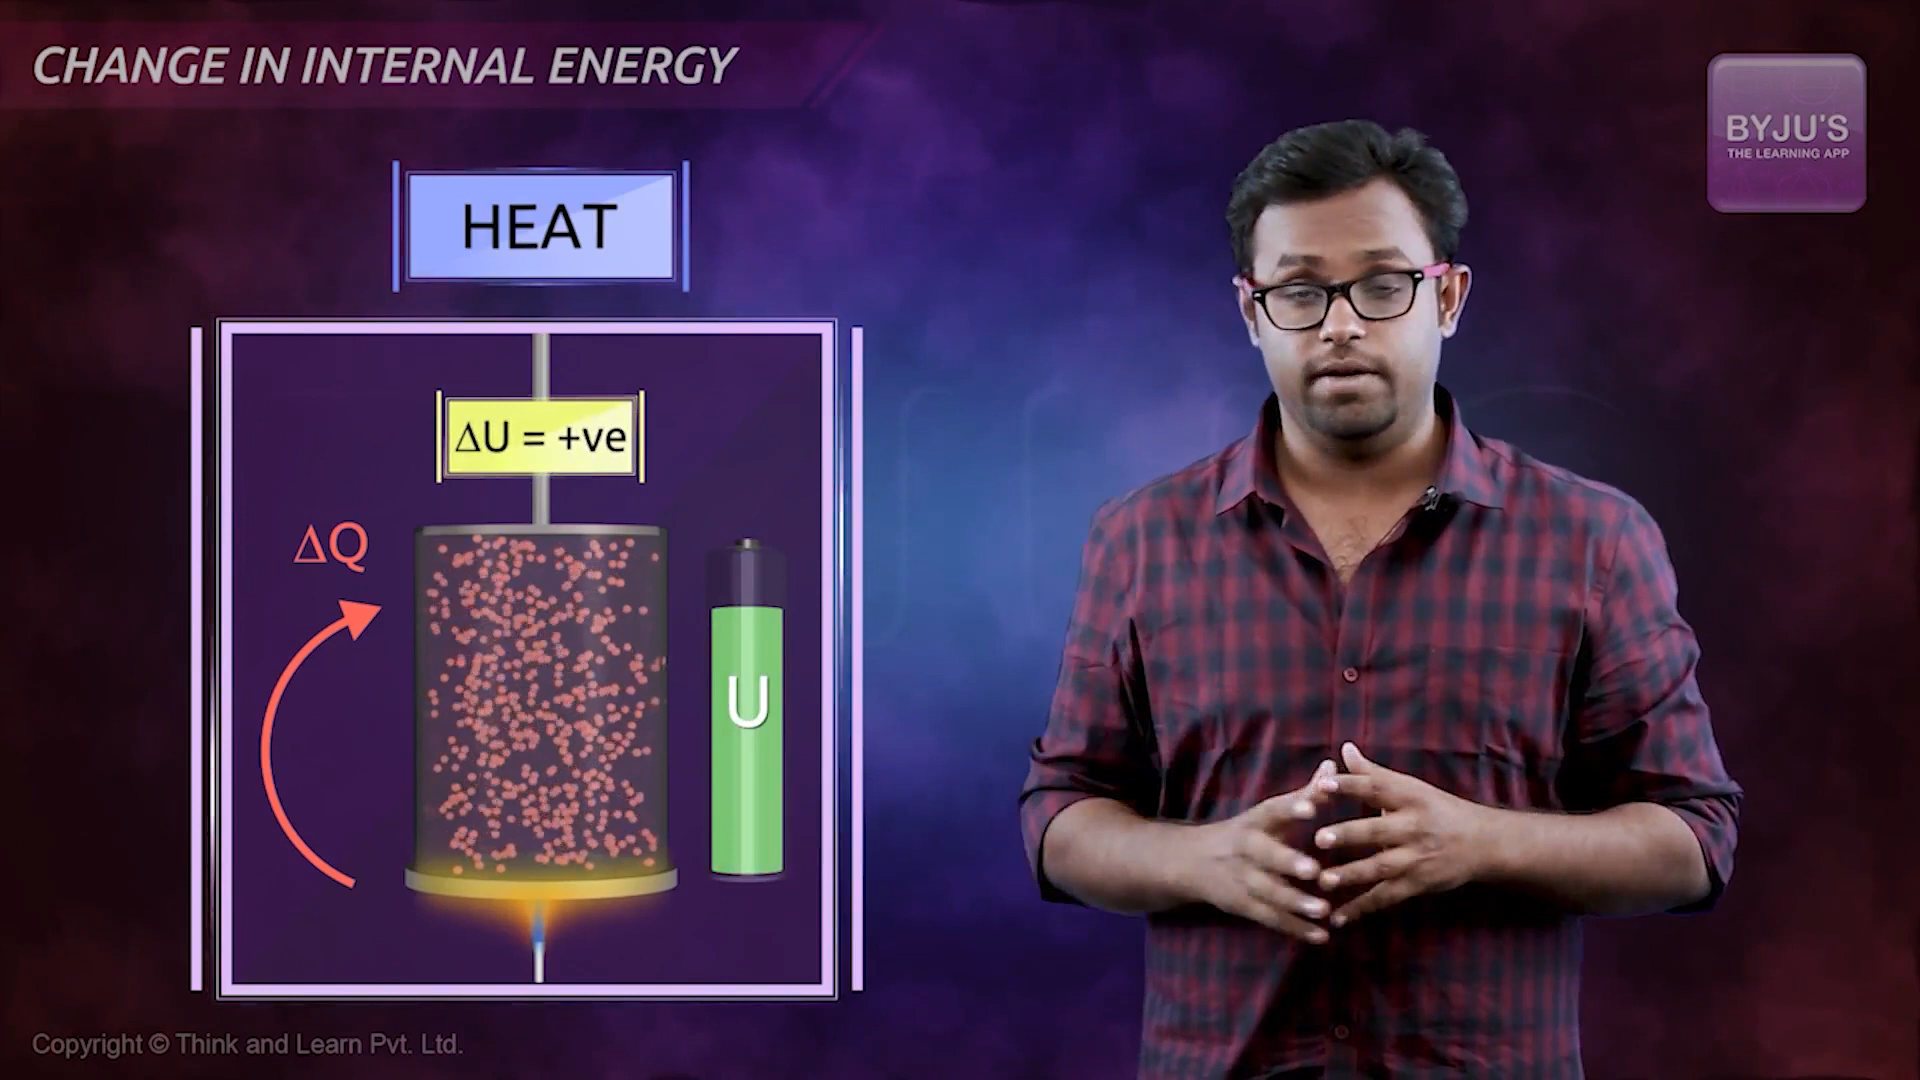 CHANGE IN INTERNAL ENERGY
BYJU'S
THE LEARNING APP
HEAT
ΔU = +ve
ΔQ
U
Copyright © Think and Learn Pvt. Ltd.